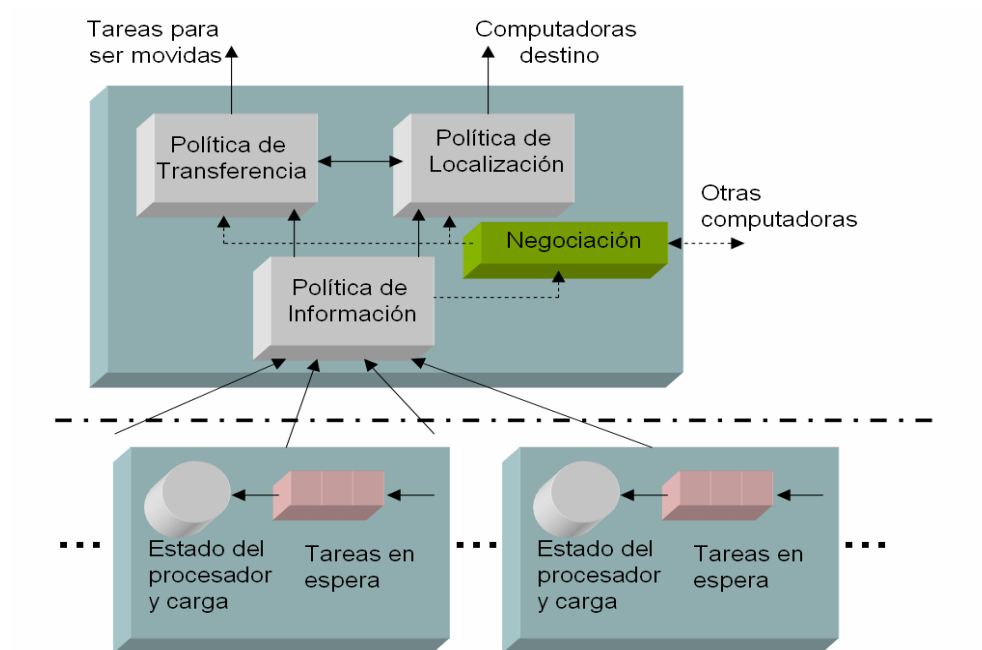 Tareas para
ser movidas
Computadoras
destino
Política de
Transferencia
Política de
Localización
Otras
computadoras
Negociación
Política de
Información
Estado del
procesador
y carga
Tareas en
espera
Estado del
procesador
y carga
Tareas en
espera